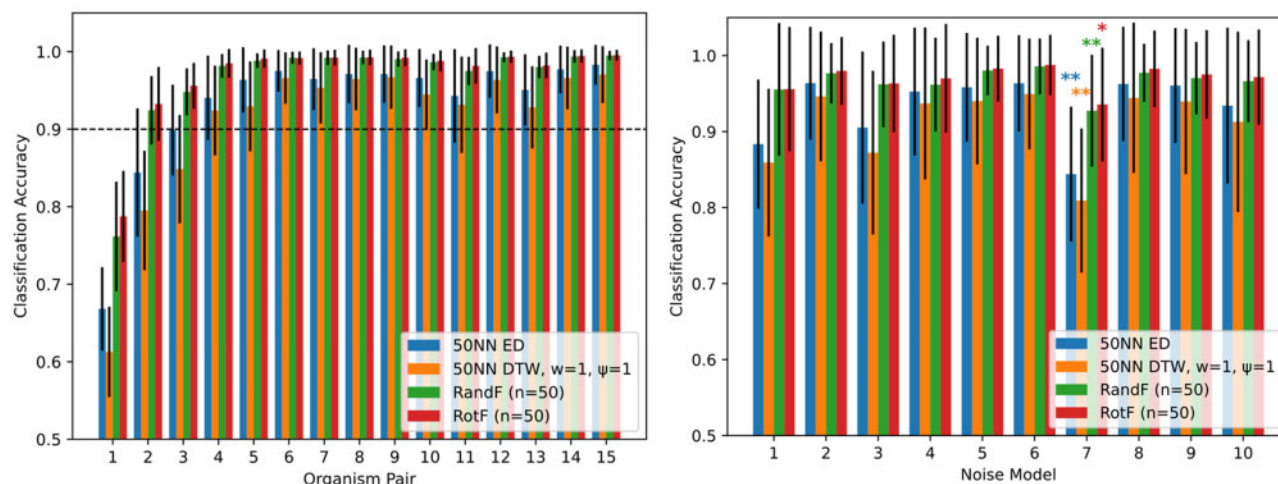 1.0
0.9
0.8
0.7
0.6
0.5
Classification Accuracy
50NN ED
50NN DTW, w=1, ψ=1
RandF (n=50)
RotF (n=50)
1 2 3 4 5 6 7 8 9 10 11 12 13 14 15
Organism Pair
1.0
0.9
0.8
0.7
0.6
0.5
Classification Accuracy
**
**
**
*
50NN ED
50NN DTW, w=1, ψ=1
RandF (n=50)
RotF (n=50)
1 2 3 4 5 6 7 8 9 10
Noise Model